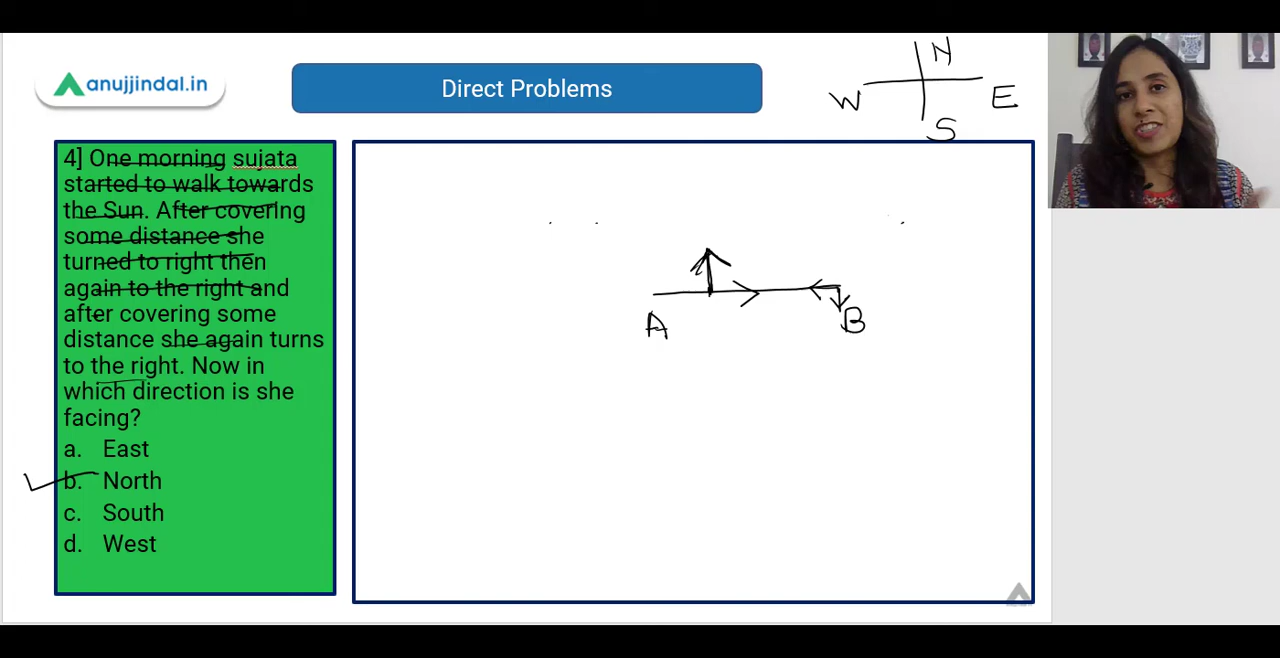 anujjindal.in
Direct Problems
N
W
E
S
4] One morning sujata
started to walk towards
the Sun. After covering
some distance she
turned to right then
again to the right and
after covering some
distance she again turns
to the right. Now in
which direction is she
facing?
a. East
b. North
c. South
d. West
A
B